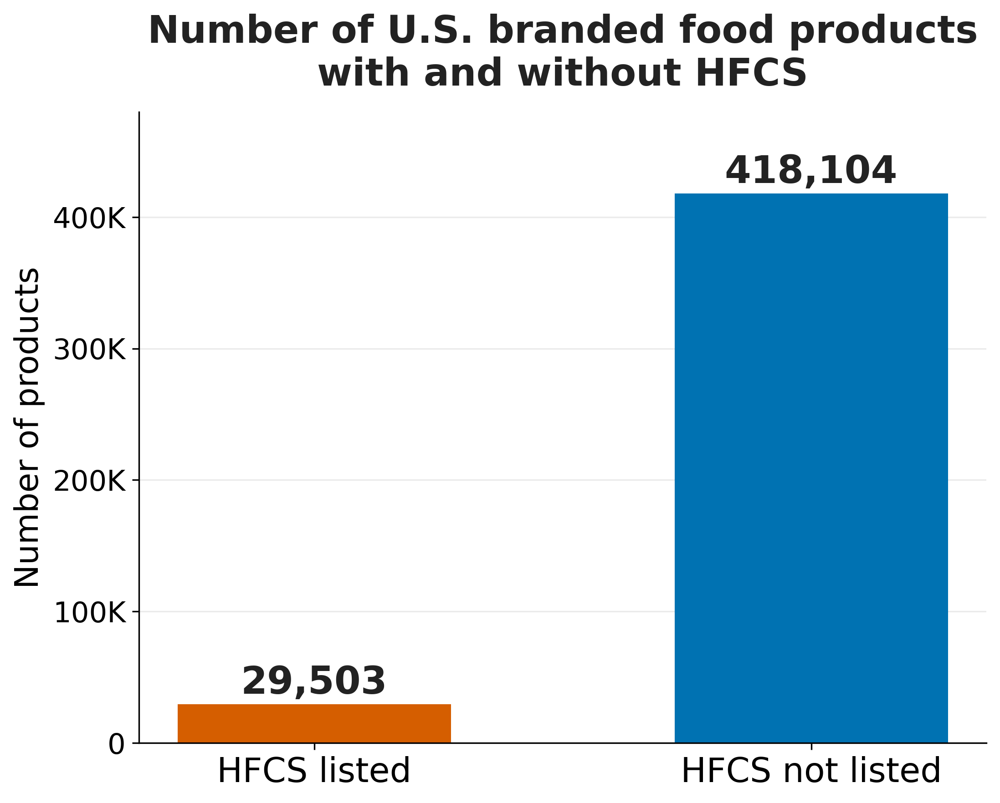 Number of U.S. branded food products
with and without HFCS
Number of products
400K
300K
200K
100K
0
418,104
29,503
HFCS listed
HFCS not listed